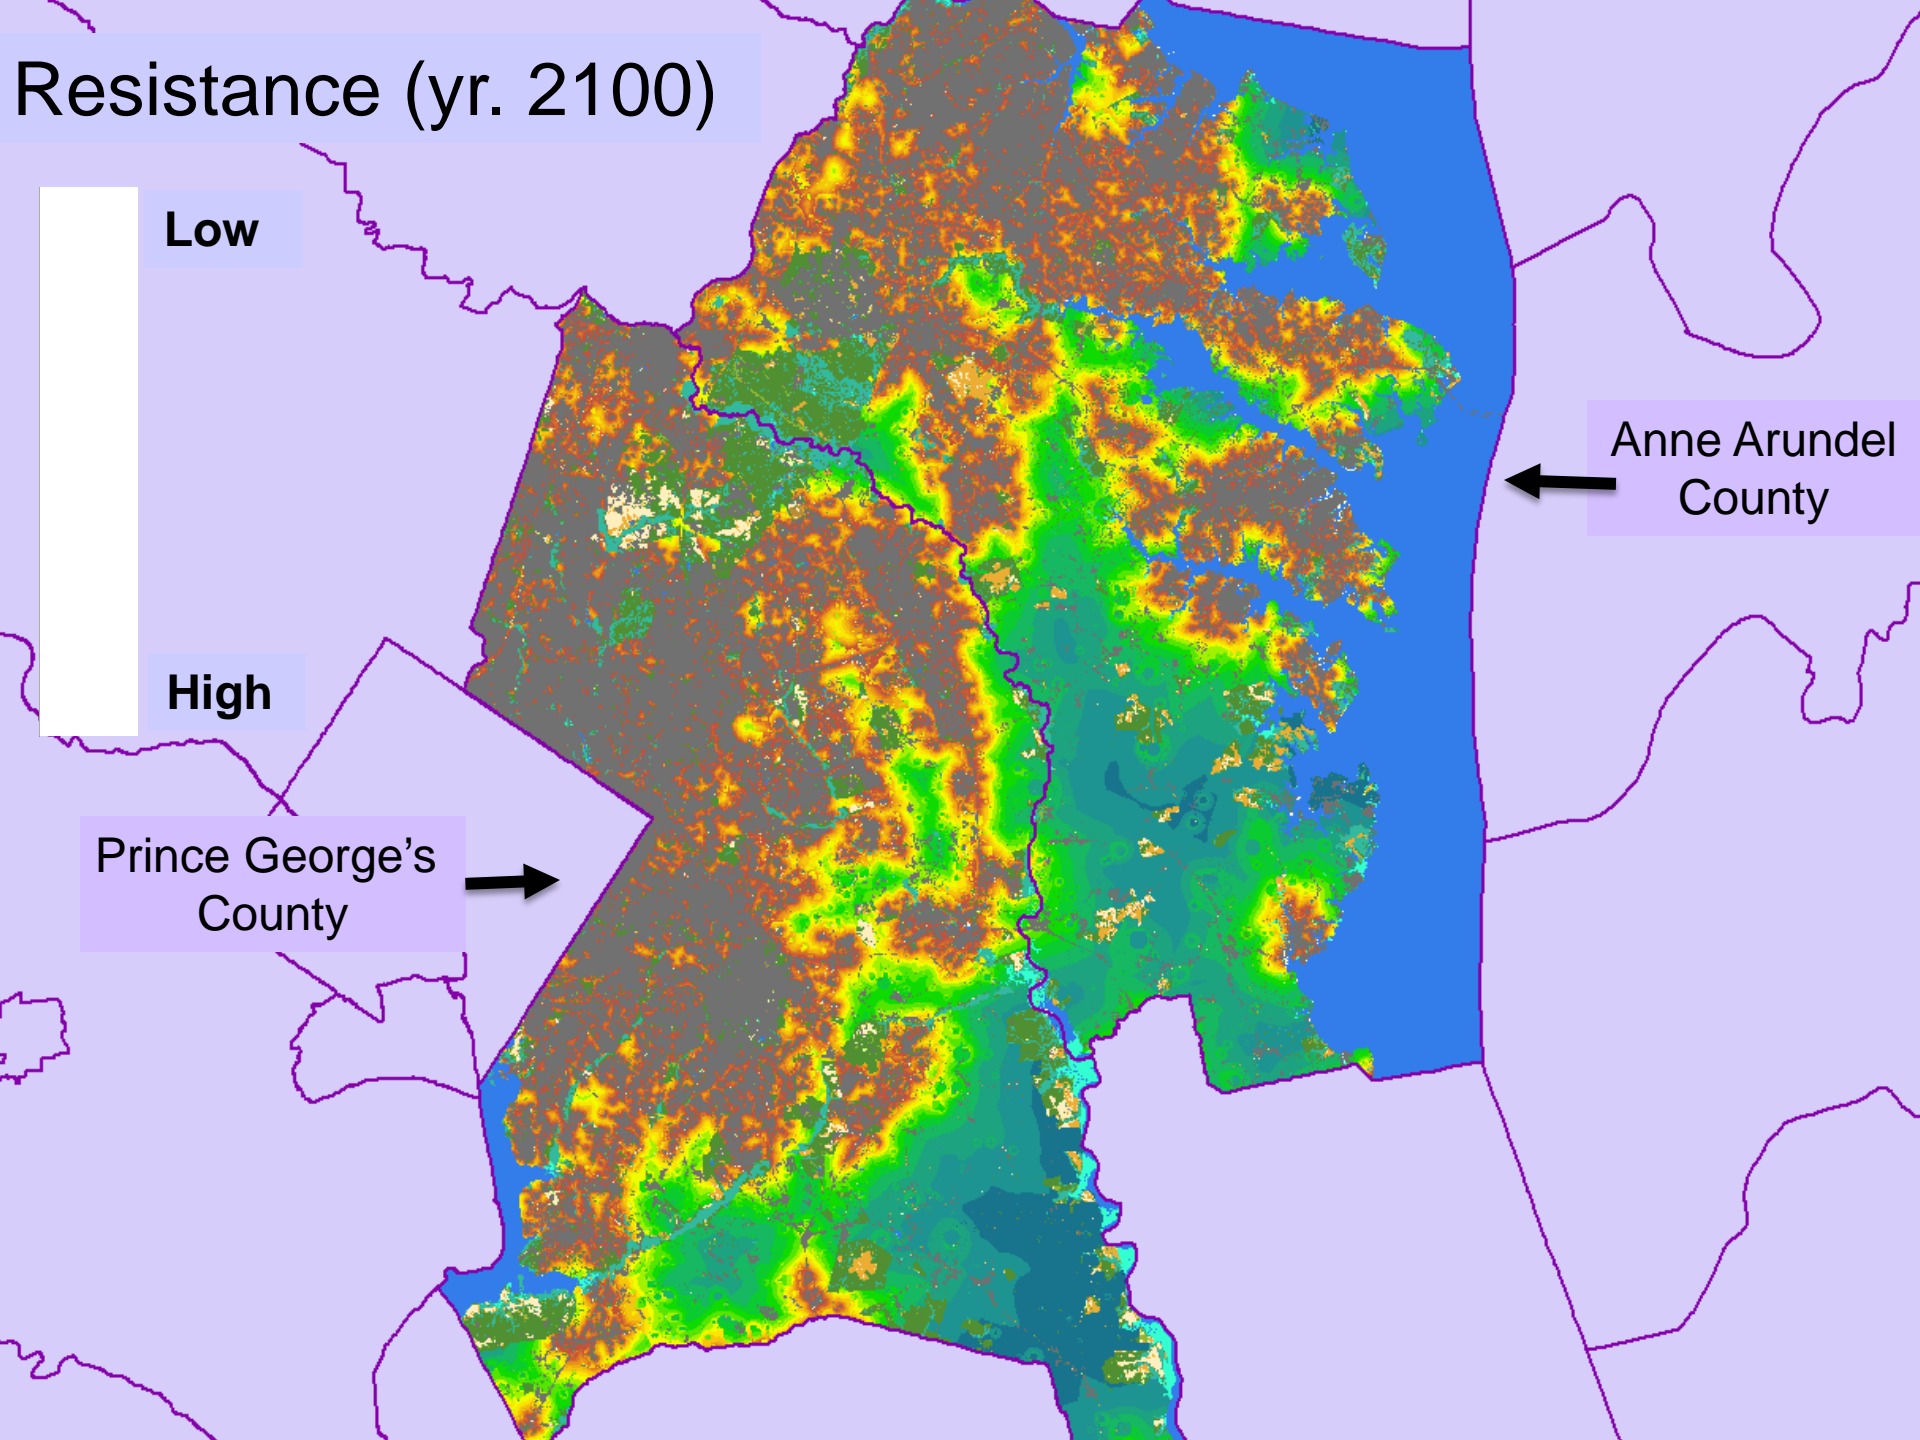 Resistance (yr. 2100)
Low
High
Anne Arundel
County
Prince George’s
County